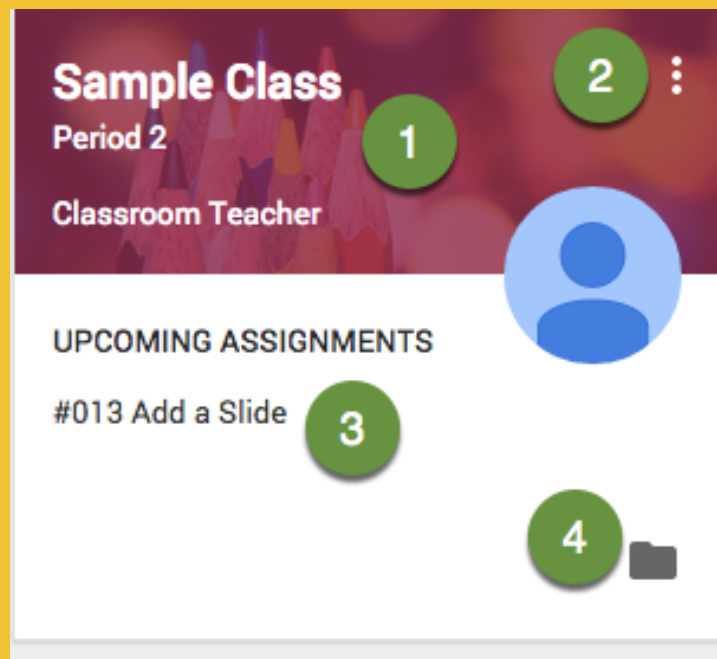 Sample Class
2
Period 2
1
Classroom Teacher
UPCOMING ASSIGNMENTS
#013 Add a Slide
3
4